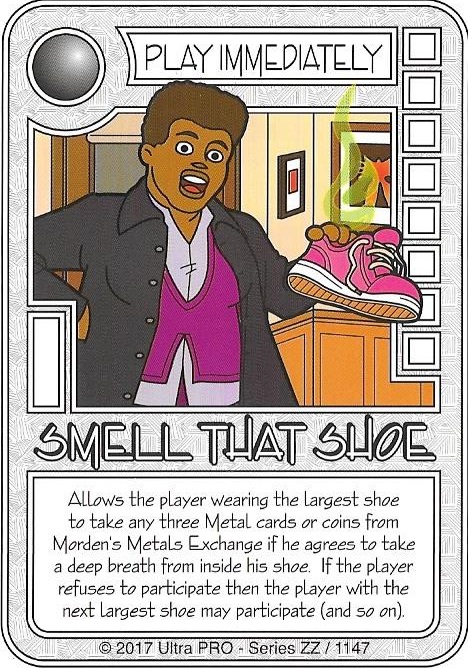 PLAY IMMEDIATELY
SMELL THAT SHOE
Allows the player wearing the largest shoe
to take any three Metal cards or coins from
Morden's Metals Exchange if he agrees to take
a deep breath from inside his shoe. If the player
refuses to participate then the player with the
next largest shoe may participate (and so on).
© 2017 Ultra PRO - Series ZZ / 1147